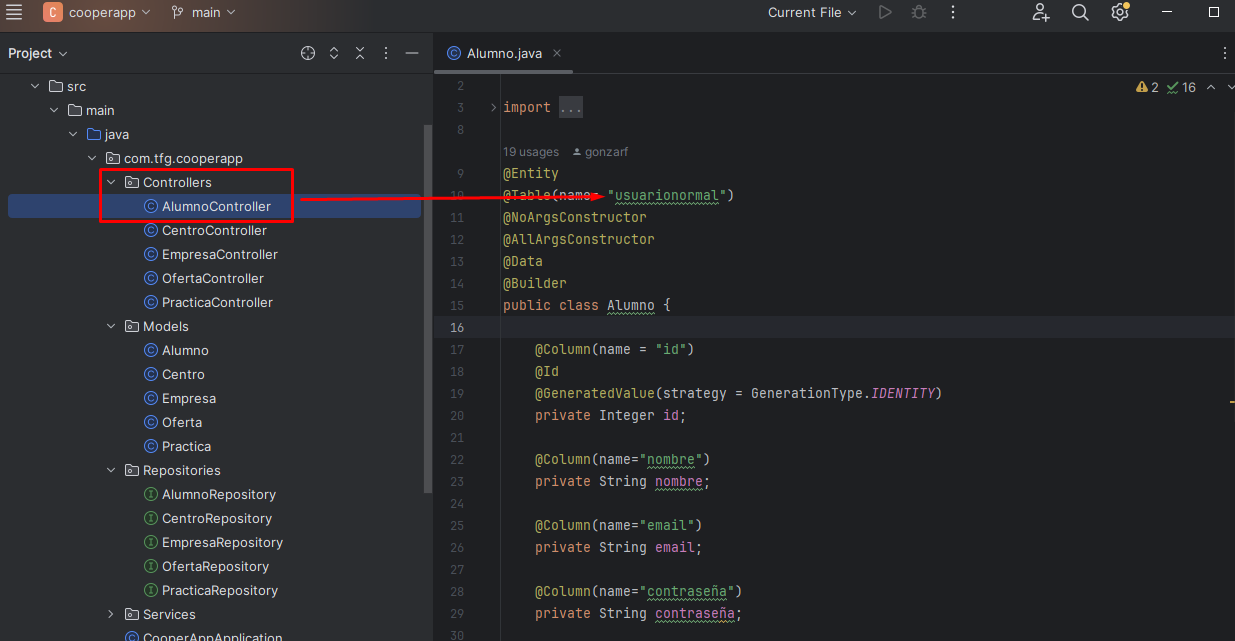 C cooperapp main Current File
Project
Alumno.java
src
main
java
com.tfg.cooperapp
Controllers
C AlumnoController
C CentroController
C EmpresaController
C OfertaController
C PracticaController
Models
C Alumno
C Centro
C Empresa
C Oferta
C Practica
Repositories
I AlumnoRepository
I CentroRepository
I EmpresaRepository
I OfertaRepository
I PracticaRepository
Services
C CooperAppApplication
2 16
2
3 import ...
8
19 usages gonzarf
9 @Entity
10 @Table(name= "usuarionormal")
11 @NoArgsConstructor
12 @AllArgsConstructor
13 @Data
14 @Builder
15 public class Alumno {
16
17 @Column(name = "id")
18 @Id
19 @GeneratedValue(strategy = GenerationType.IDENTITY)
20 private Integer id;
21
22 @Column(name="nombre")
23 private String nombre;
24
25 @Column(name="email")
26 private String email;
27
28 @Column(name="contraseña")
29 private String contraseña;
30